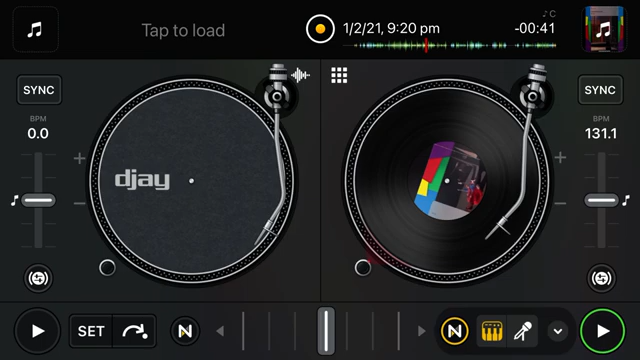 Tap to load
1/2/21, 9:20 pm
C
-00:41
SYNC
SYNC
BPM
0.0
BPM
131.1
djay
SET
N
N